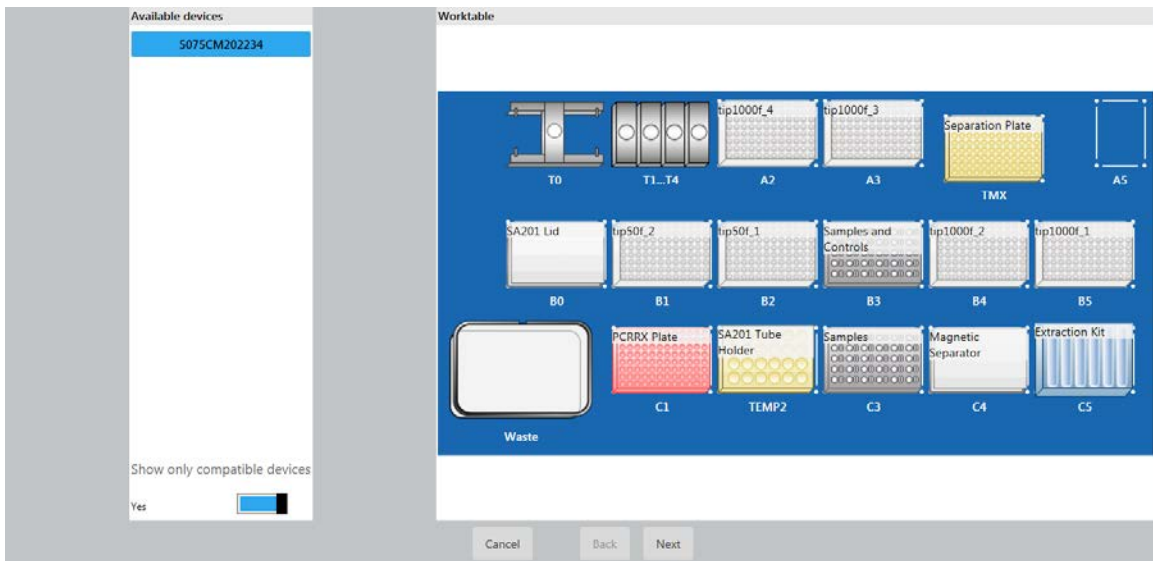 Available devices
Worktable
S075CM202234
tip1000f_4
tip1000f_3
Separation Plate
T0
T1...T4
A2
A3
TMX
A5
SA201 Lid
tip50f_2
tip50f_1
Samples and
Controls
tip1000f_2
tip1000f_1
B0
B1
B2
B3
B4
B5
PCRRX Plate
SA201 Tube
Holder
Samples
Magnetic
Separator
Extraction Kit
C1
TEMP2
C3
C4
C5
Waste
Show only compatible devices
Yes
Cancel
Back
Next